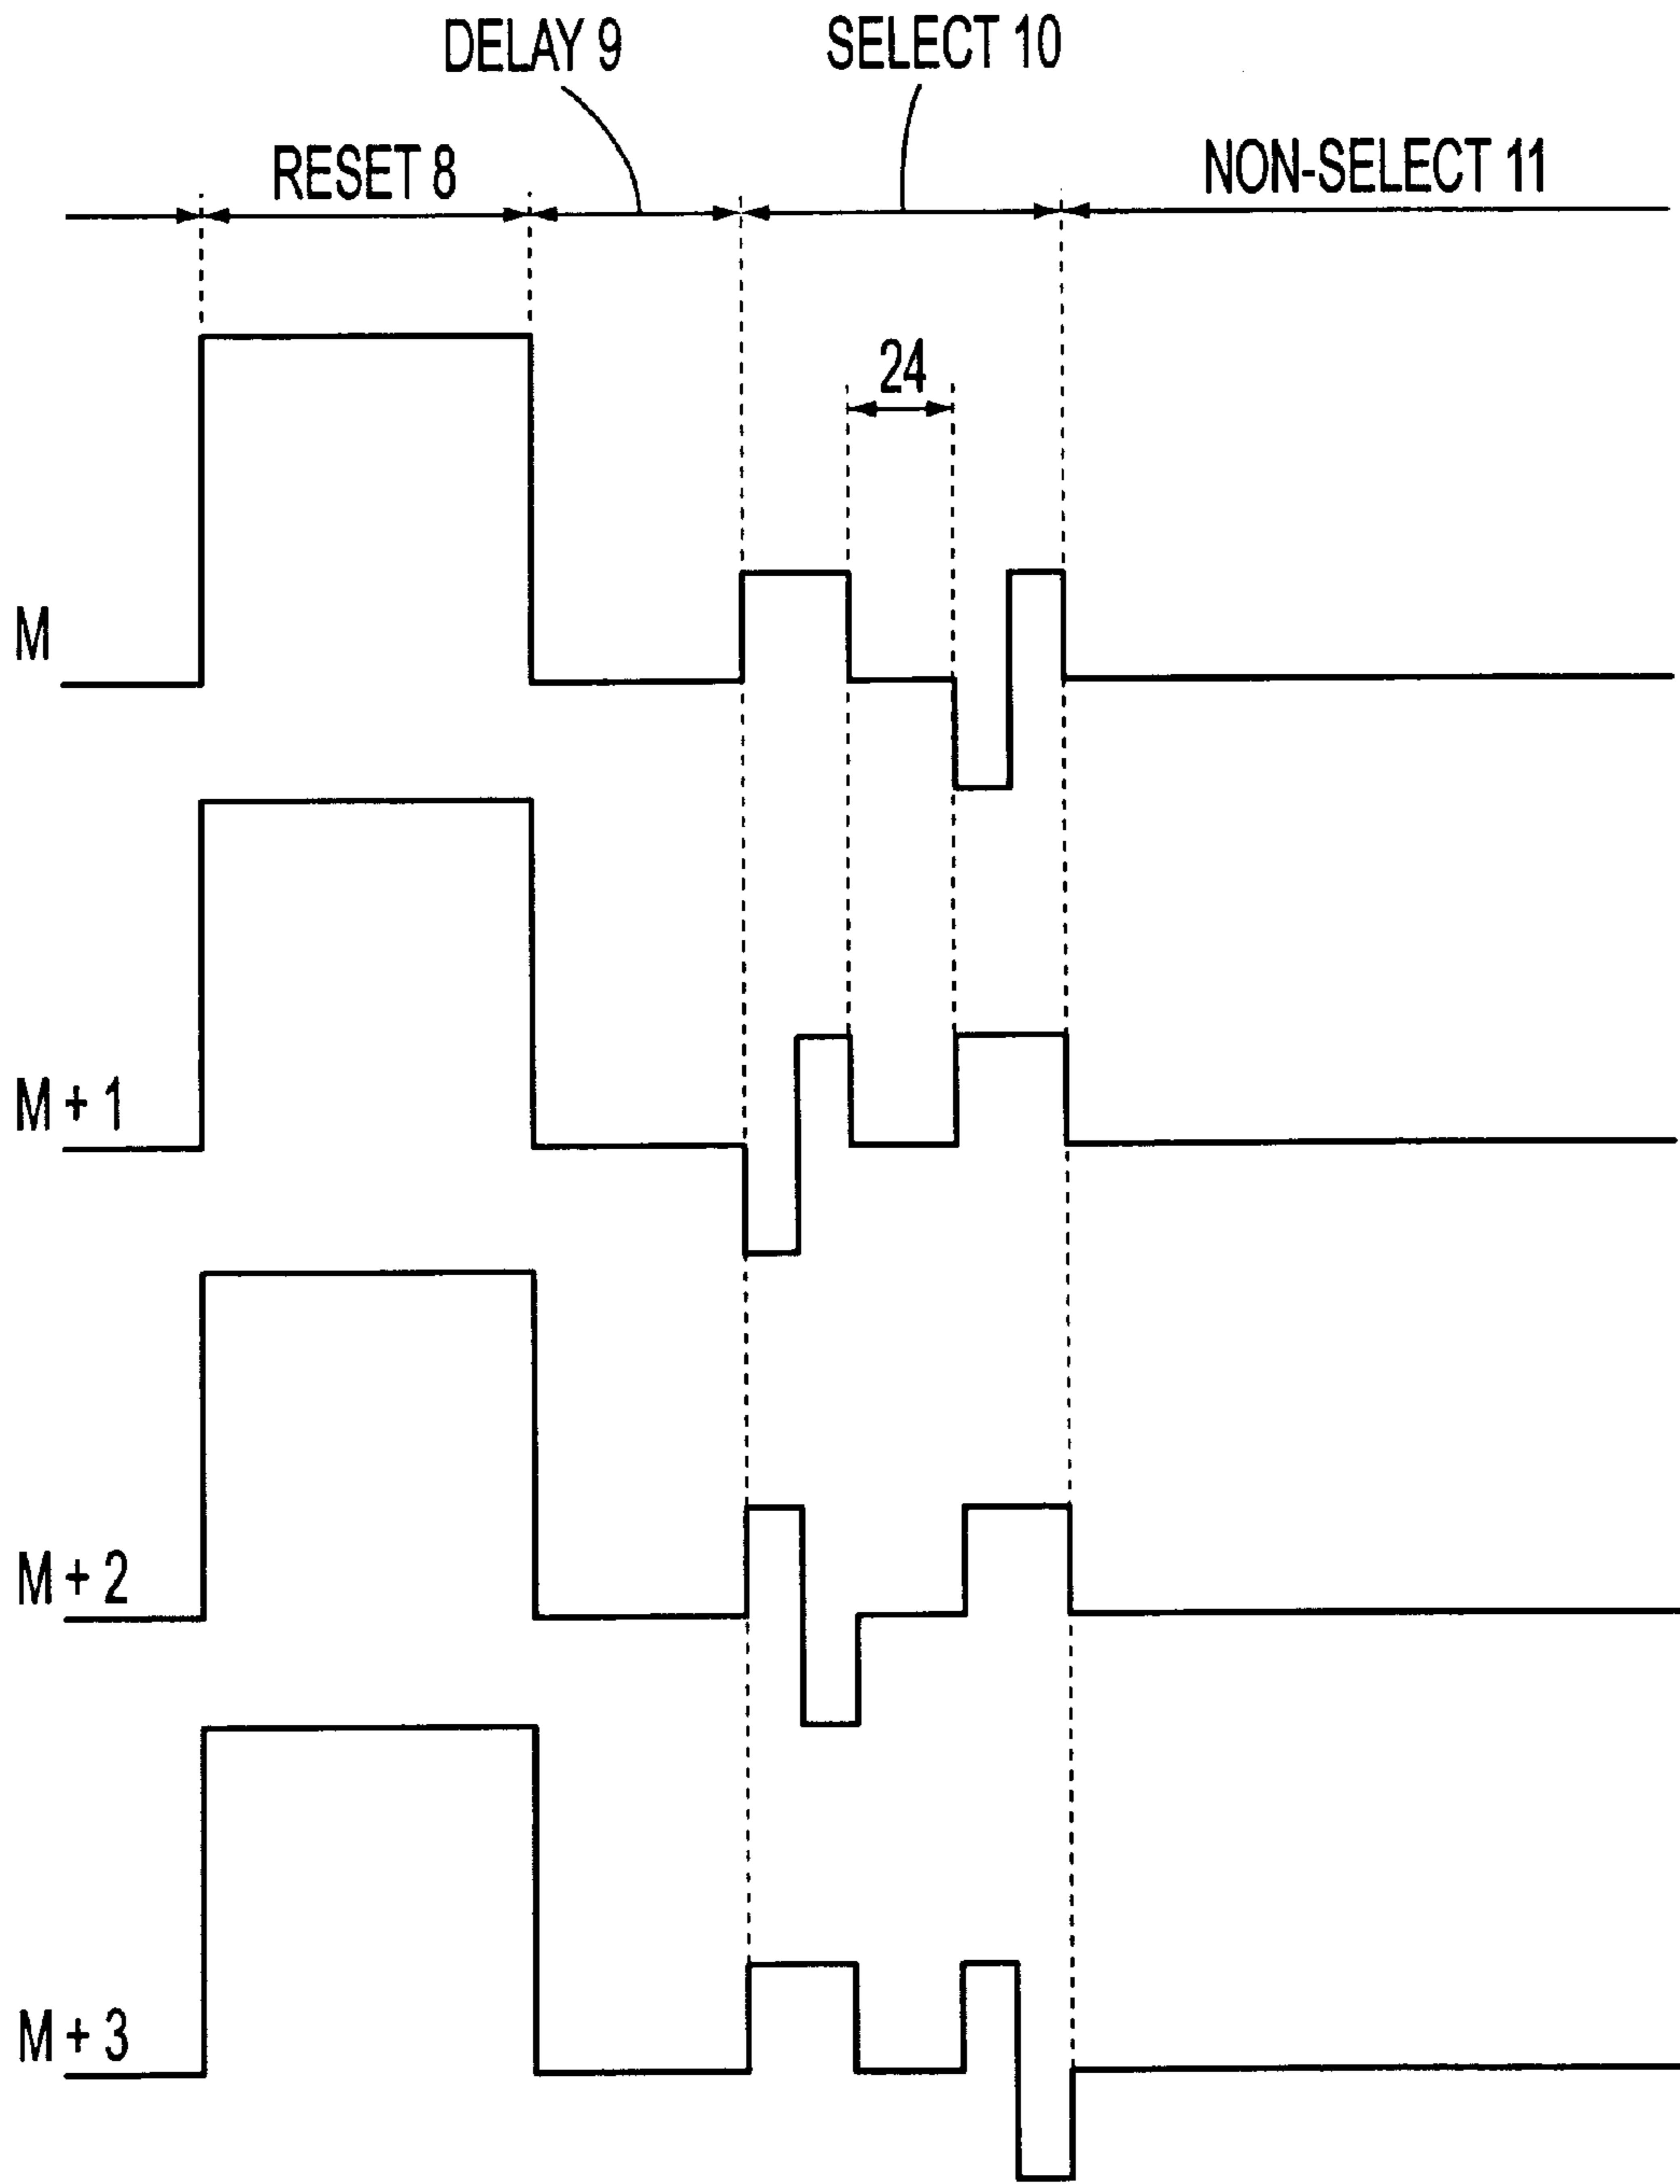 DELAY 9
SELECT 10
RESET 8
NON-SELECT 11
24
M
M + 1
M + 2
M + 3